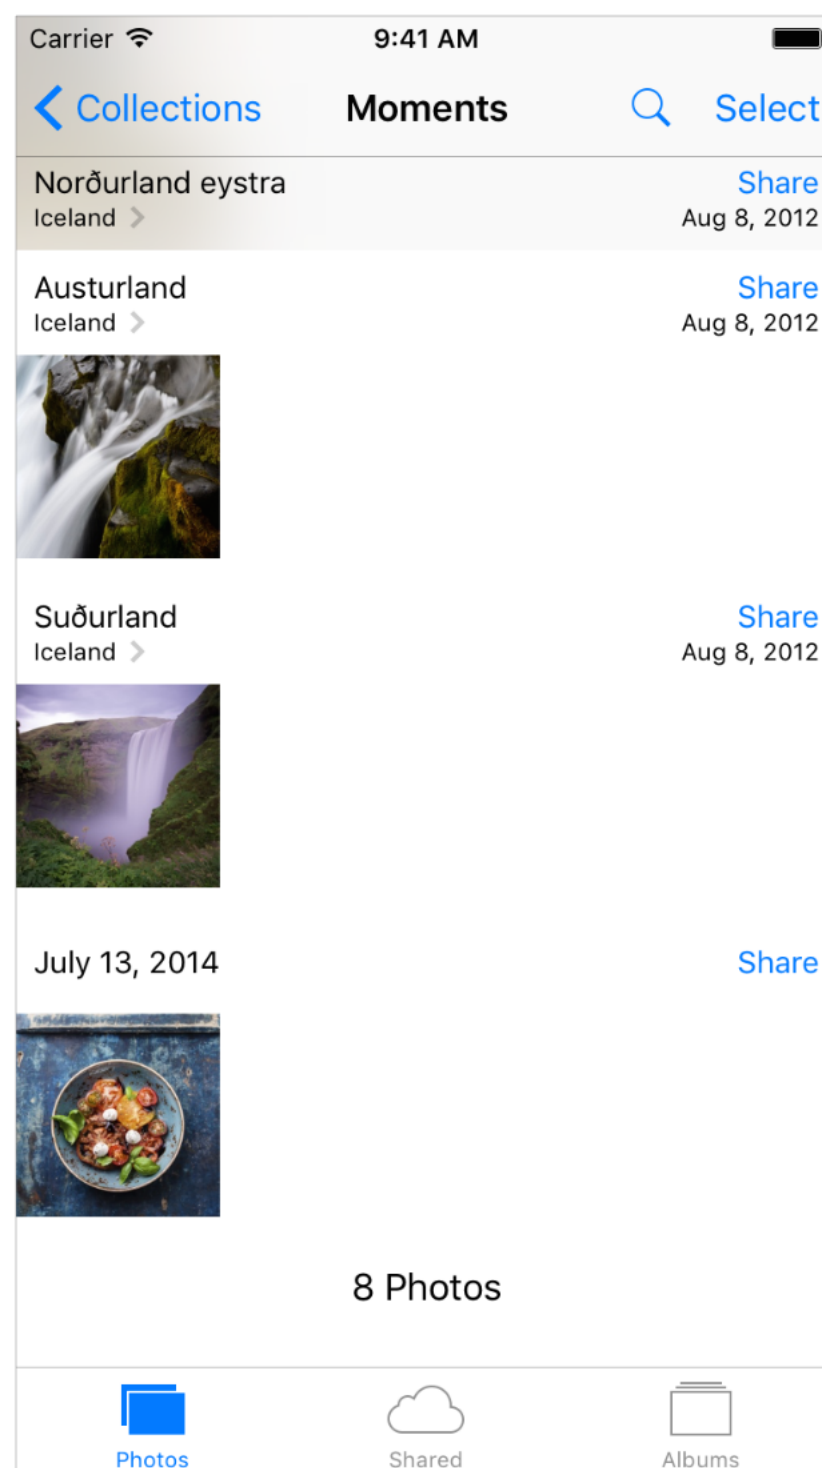 Carrier 9:41 AM
Collections Moments Select
Norðurland eystra Share
Iceland Aug 8, 2012
Austurland Share
Iceland Aug 8, 2012
Suðurland Share
Iceland Aug 8, 2012
July 13, 2014 Share
8 Photos
Photos Shared Albums